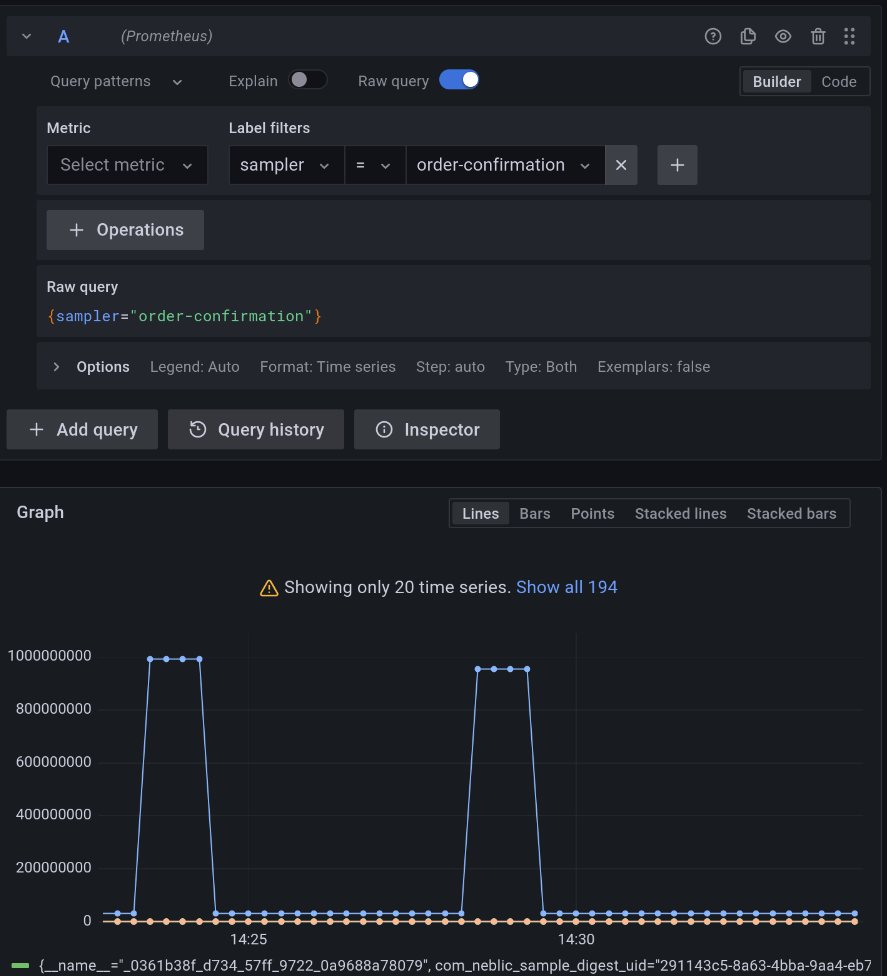 A (Prometheus)
Query patterns Explain Raw query Builder Code
Metric Label filters
Select metric sampler = order-confirmation
+ Operations
Raw query
{sampler="order-confirmation"}
Options Legend: Auto Format: Time series Step: auto Type: Both Exemplars: false
+ Add query Query history Inspector
Graph Lines Bars Points Stacked lines Stacked bars
Showing only 20 time series. Show all 194
1000000000
800000000
600000000
400000000
200000000
0
14:25 14:30
{__name__="_0361b38f_d734_57ff_9722_0a9688a78079", com_neblic_sample_digest_uid="291143c5-8a63-4bba-9aa4-eb7